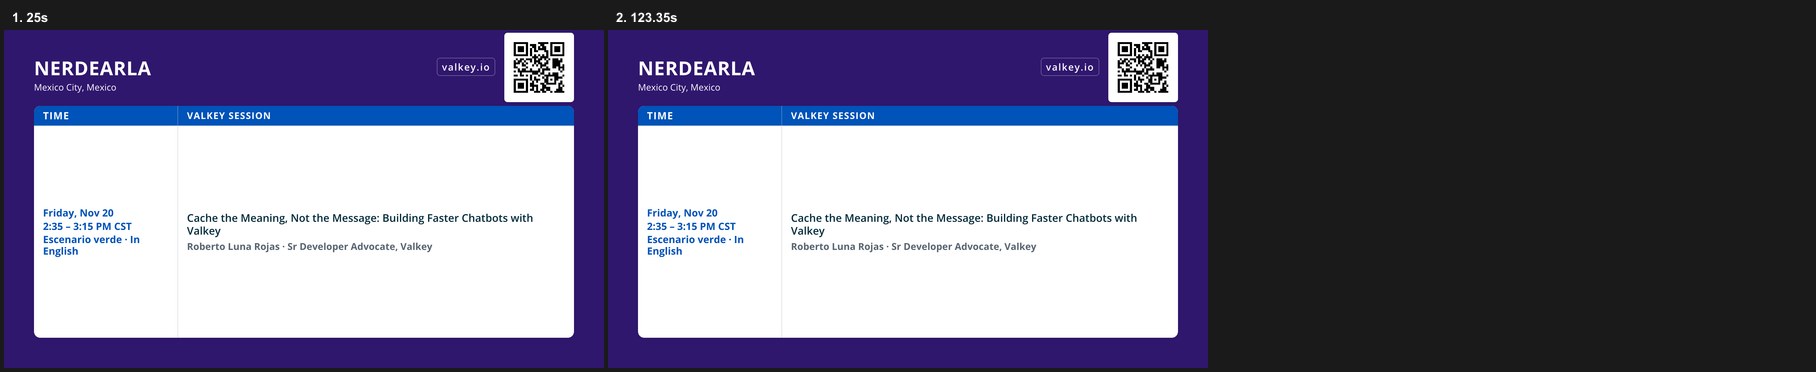 1. 25s
NERDEARLA
Mexico City, Mexico
valkey.io
TIME
VALKEY SESSION
Friday, Nov 20
2:35 – 3:15 PM CST
Escenario verde · In
English
Cache the Meaning, Not the Message: Building Faster Chatbots with
Valkey
Roberto Luna Rojas · Sr Developer Advocate, Valkey
2. 123.35s
NERDEARLA
Mexico City, Mexico
valkey.io
TIME
VALKEY SESSION
Friday, Nov 20
2:35 – 3:15 PM CST
Escenario verde · In
English
Cache the Meaning, Not the Message: Building Faster Chatbots with
Valkey
Roberto Luna Rojas · Sr Developer Advocate, Valkey